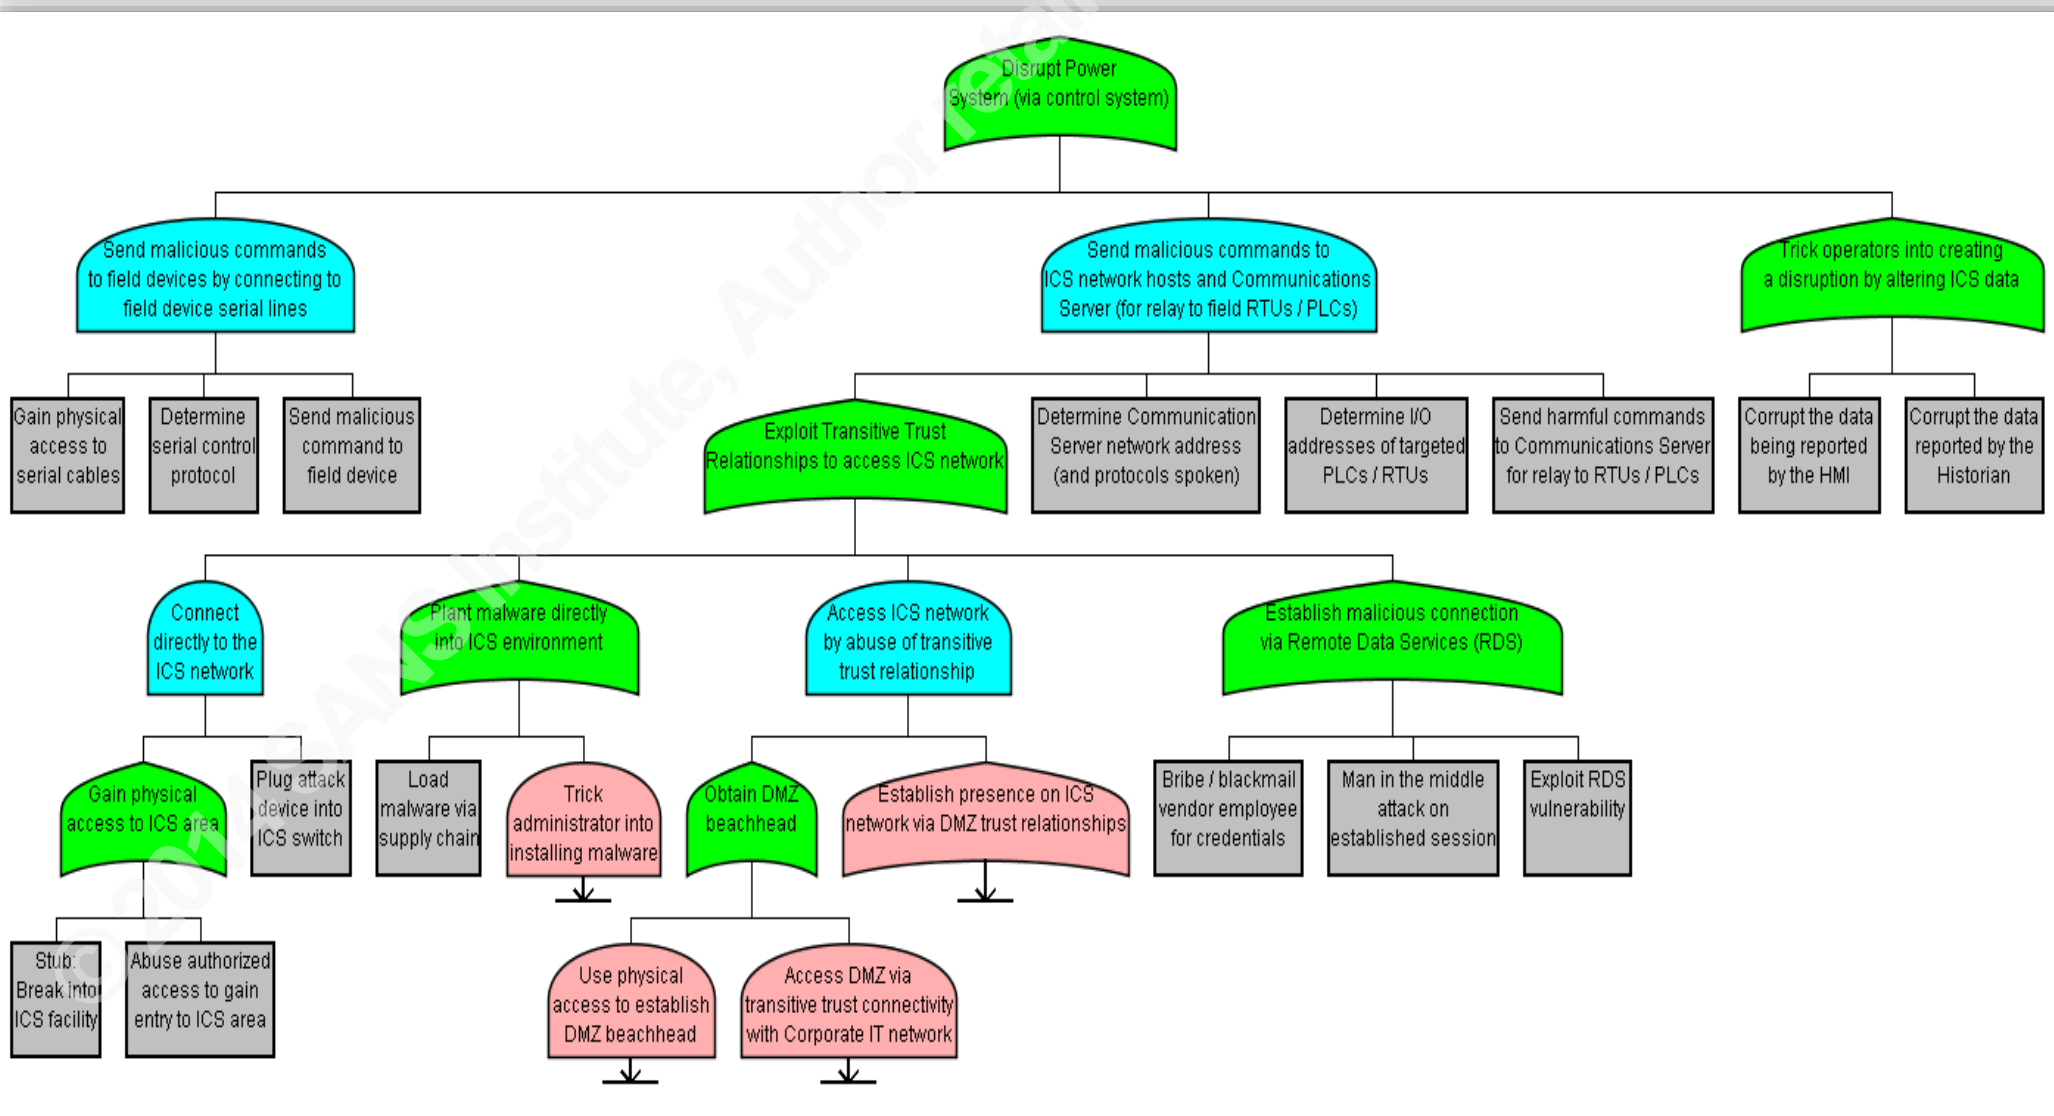 Disrupt Power
System (via control system)
Send malicious commands
to field devices by connecting to
field device serial lines
Send malicious commands to
ICS network hosts and Communications
Server (for relay to field RTUs / PLCs)
Trick operators into creating
a disruption by altering ICS data
Gain physical
access to
serial cables
Determine
serial control
protocol
Send malicious
command to
field device
Exploit Transitive Trust
Relationships to access ICS network
Determine Communication
Server network address
(and protocols spoken)
Determine I/O
addresses of targeted
PLCs / RTUs
Send harmful commands
to Communications Server
for relay to RTUs / PLCs
Corrupt the data
being reported
by the HMI
Corrupt the data
reported by the
Historian
Connect
directly to the
ICS network
Plant malware directly
into ICS environment
Access ICS network
by abuse of transitive
trust relationship
Establish malicious connection
via Remote Data Services (RDS)
Gain physical
access to ICS area
Plug attack
device into
ICS switch
Load
malware via
supply chain
Trick
administrator into
installing malware
Obtain DMZ
beachhead
Establish presence on ICS
network via DMZ trust relationships
Bribe / blackmail
vendor employee
for credentials
Man in the middle
attack on
established session
Exploit RDS
vulnerability
Stub:
Break into
ICS facility
Abuse authorized
access to gain
entry to ICS area
Use physical
access to establish
DMZ beachhead
Access DMZ via
transitive trust connectivity
with Corporate IT network
© 2014 SANS Institute, Author retai